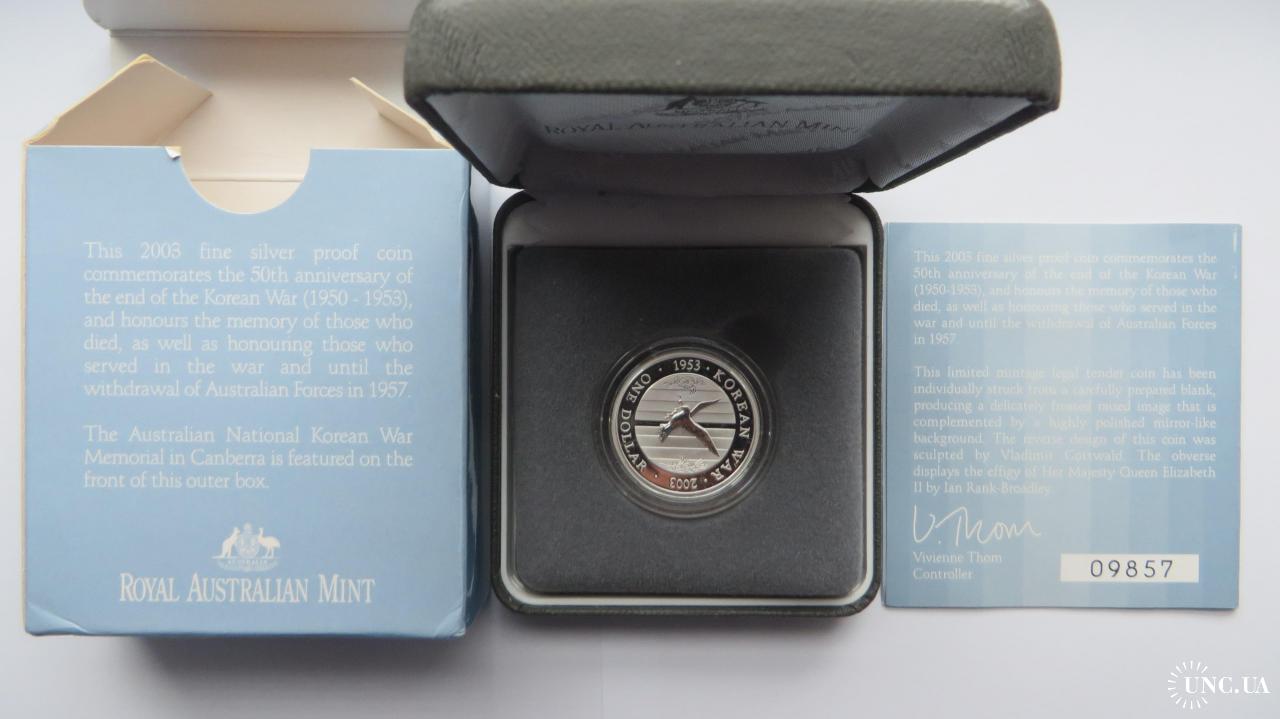 This 2003 fine silver proof coin
commemorates the 50th anniversary of
the end of the Korean War (1950 - 1953),
and honours the memory of those who
died, as well as honouring those who
served in the war and until the
withdrawal of Australian Forces in 1957.
The Australian National Korean War
Memorial in Canberra is featured on the
front of this outer box.
AUSTRALIA
ROYAL AUSTRALIAN MINT
ROYAL AUSTRALIAN MINT
· 1953 · KOREAN WAR · 2003 · ONE DOLLAR
This 2003 fine silver proof coin commemorates the
50th anniversary of the end of the Korean War
(1950-1953), and honours the memory of those who
died, as well as honouring those who served in the
war and until the withdrawal of Australian Forces
in 1957.
This limited mintage legal tender coin has been
individually struck from a carefully prepared blank,
producing a delicately frosted raised image that is
complemented by a highly polished mirror-like
background. The reverse design of this coin was
sculpted by Vladimir Gottwald. The obverse
displays the effigy of Her Majesty Queen Elizabeth
II by Ian Rank-Broadley.
V. Thom
Vivienne Thom
Controller
09857
UNC.UA